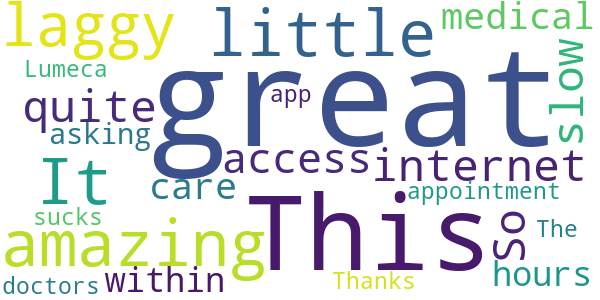 laggy
little
medical
Lumeca
great
slow
quite
app
asking
access
internet
It
care
appointment
This
So
sucks
The
amazing
hours
doctors
within
Thanks